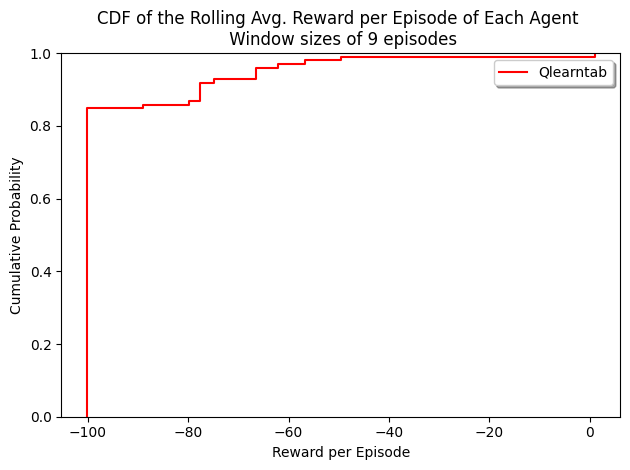 CDF of the Rolling Avg. Reward per Episode of Each Agent
Window sizes of 9 episodes
Qlearntab
1.0
0.8
0.6
0.4
0.2
0.0
Cumulative Probability
−100
−80
−60
−40
−20
0
Reward per Episode